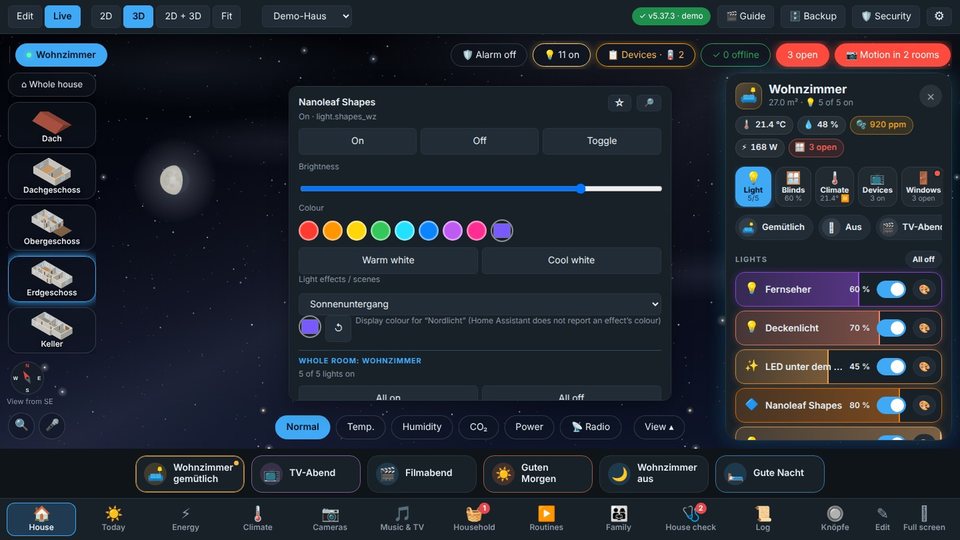 Edit
Live
2D
3D
2D + 3D
Fit
Demo-Haus
✓ v5.37.3 · demo
Guide
Backup
Security
Wohnzimmer
Alarm off
11 on
Devices · 2
✓ 0 offline
3 open
Motion in 2 rooms
Whole house
Dach
Dachgeschoss
Obergeschoss
Erdgeschoss
Keller
N
W E
S
View from SE
Nanoleaf Shapes
On · light.shapes_wz
On
Off
Toggle
Brightness
Colour
Warm white
Cool white
Light effects / scenes
Sonnenuntergang
Display colour for “Nordlicht” (Home Assistant does not report an effect's colour)
WHOLE ROOM: WOHNZIMMER
5 of 5 lights on
All on
All off
Wohnzimmer
27.0 m² · 5 of 5 on
21.4 °C
48 %
920 ppm
168 W
3 open
Light
5/5
Blinds
60 %
Climate
21.4°
Devices
3 on
Windows
3 open
Gemütlich
Aus
TV-Abend
LIGHTS
All off
Fernseher 60 %
Deckenlicht 70 %
LED unter dem ... 45 %
Nanoleaf Shapes 80 %
Normal
Temp.
Humidity
CO₂
Power
Radio
View ▴
Wohnzimmer
gemütlich
TV-Abend
Filmabend
Guten
Morgen
Wohnzimmer
aus
Gute Nacht
House
Today
Energy
Climate
Cameras
Music & TV
1
Household
Routines
Family
2
House check
Log
Knöpfe
Edit
Full screen